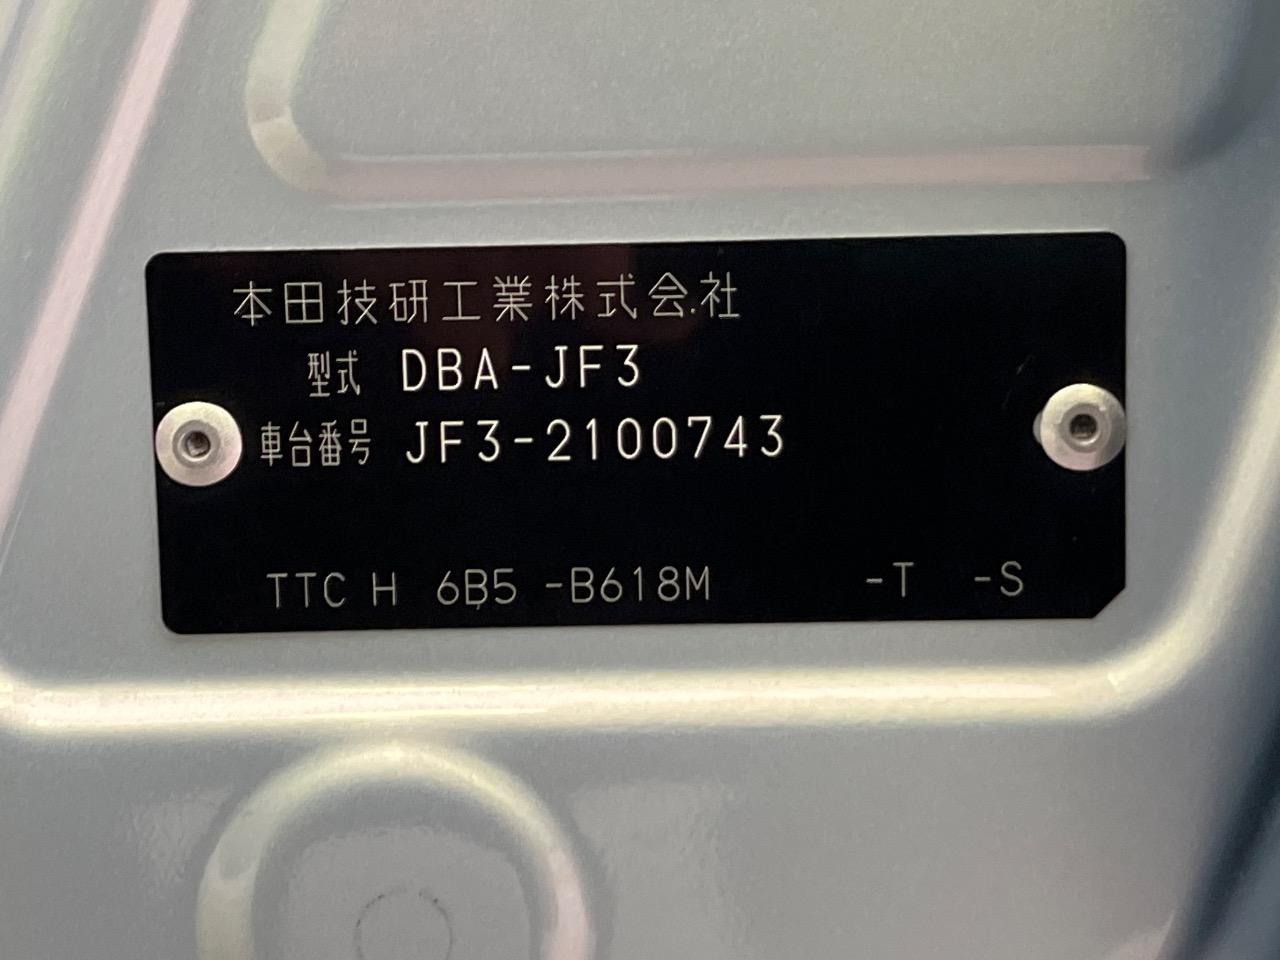 本田技研工業株式会社
型式 DBA-JF3
車台番号 JF3-2100743
TTC H 6B5 -B618M -T -S